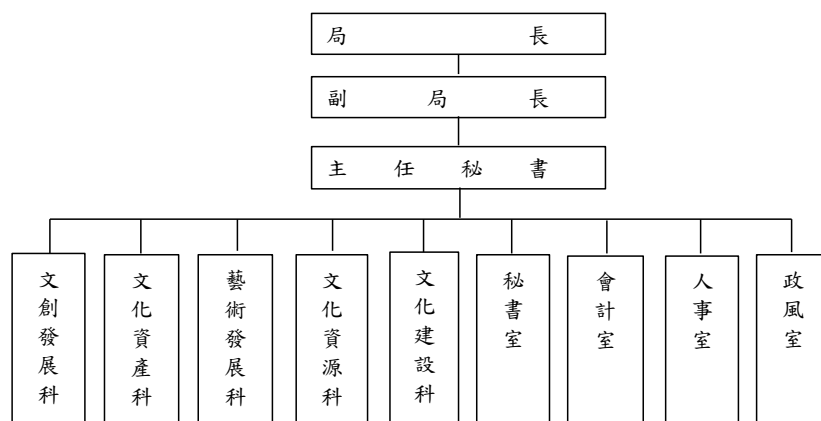 局長
副局長
主任秘書
文創發展科
文化資產科
藝術發展科
文化資源科
文化建設科
秘書室
會計室
人事室
政風室